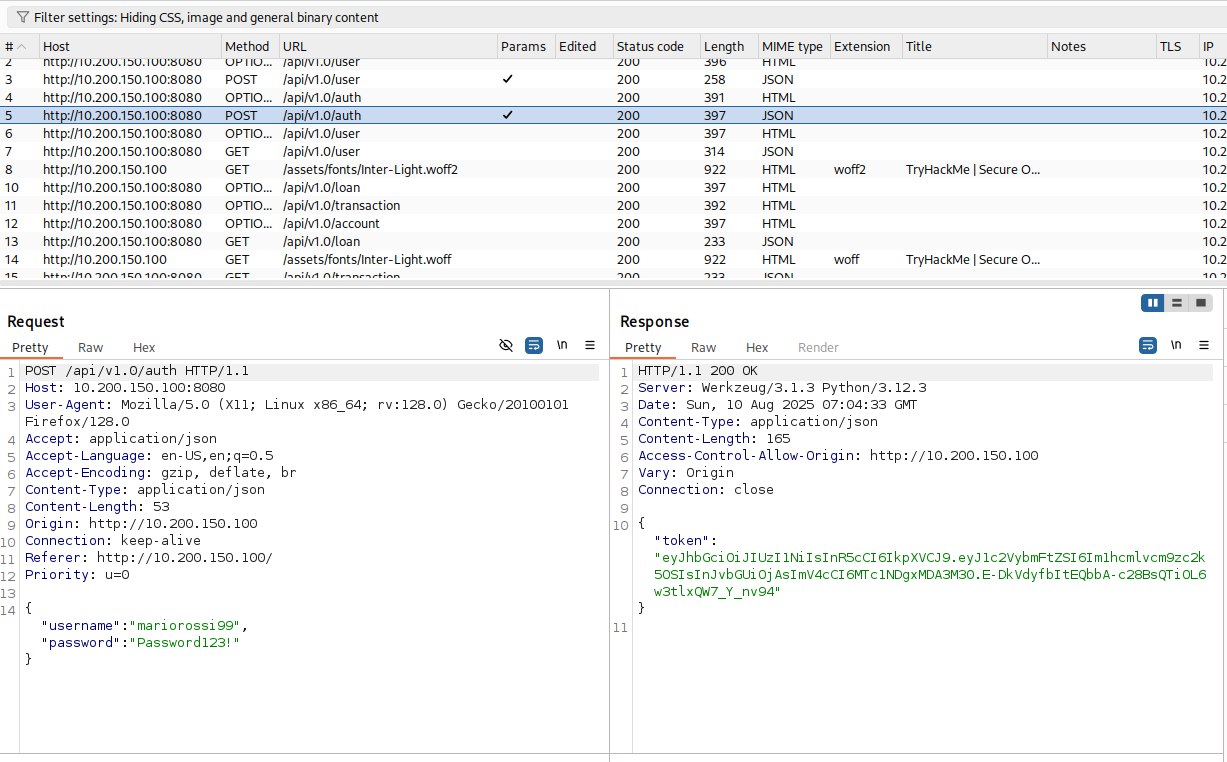 Filter settings: Hiding CSS, image and general binary content
# Host Method URL Params Edited Status code Length MIME type Extension Title Notes TLS IP
2 http://10.200.150.100:8080 OPTIO... /api/v1.0/user 200 396 HTML 10.2
3 http://10.200.150.100:8080 POST /api/v1.0/user ✓ 200 258 JSON 10.2
4 http://10.200.150.100:8080 OPTIO... /api/v1.0/auth 200 391 HTML 10.2
5 http://10.200.150.100:8080 POST /api/v1.0/auth ✓ 200 397 JSON 10.2
6 http://10.200.150.100:8080 OPTIO... /api/v1.0/user 200 397 HTML 10.2
7 http://10.200.150.100:8080 GET /api/v1.0/user 200 314 JSON 10.2
8 http://10.200.150.100 GET /assets/fonts/Inter-Light.woff2 200 922 HTML woff2 TryHackMe | Secure O... 10.2
10 http://10.200.150.100:8080 OPTIO... /api/v1.0/loan 200 397 HTML 10.2
11 http://10.200.150.100:8080 OPTIO... /api/v1.0/transaction 200 392 HTML 10.2
12 http://10.200.150.100:8080 OPTIO... /api/v1.0/account 200 397 HTML 10.2
13 http://10.200.150.100:8080 GET /api/v1.0/loan 200 233 JSON 10.2
14 http://10.200.150.100 GET /assets/fonts/Inter-Light.woff 200 922 HTML woff TryHackMe | Secure O... 10.2
15 http://10.200.150.100:8080 GET /api/v1.0/transaction 200 233 JSON 10.2
Request
Pretty Raw Hex \n
1 POST /api/v1.0/auth HTTP/1.1
2 Host: 10.200.150.100:8080
3 User-Agent: Mozilla/5.0 (X11; Linux x86_64; rv:128.0) Gecko/20100101
Firefox/128.0
4 Accept: application/json
5 Accept-Language: en-US,en;q=0.5
6 Accept-Encoding: gzip, deflate, br
7 Content-Type: application/json
8 Content-Length: 53
9 Origin: http://10.200.150.100
10 Connection: keep-alive
11 Referer: http://10.200.150.100/
12 Priority: u=0
13
14 {
"username":"mariorossi99",
"password":"Password123!"
}
Response
Pretty Raw Hex Render \n
1 HTTP/1.1 200 OK
2 Server: Werkzeug/3.1.3 Python/3.12.3
3 Date: Sun, 10 Aug 2025 07:04:33 GMT
4 Content-Type: application/json
5 Content-Length: 165
6 Access-Control-Allow-Origin: http://10.200.150.100
7 Vary: Origin
8 Connection: close
9
10 {
"token":
"eyJhbGciOiJIUzI1NiIsInR5cCI6IkpXVCJ9.eyJ1c2VybmFtZSI6Im1hcmlvcm9zc2k
5OSIsInJvbGUiOjAsImV4cCI6MTc1NDgxMDA3M30.E-DkVdyfbItEQbbA-c28BsQTiOL6
w3tlxQW7_Y_nv94"
}
11